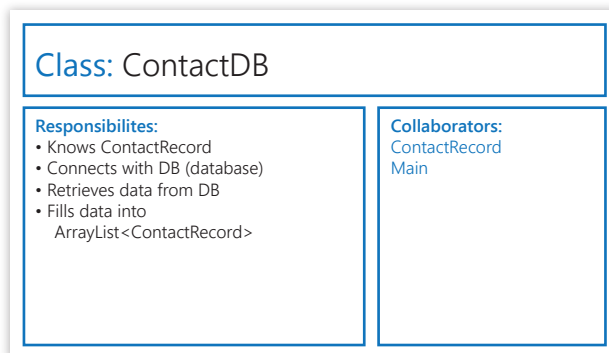 Class: ContactDB
Responsibilites:
• Knows ContactRecord
• Connects with DB (database)
• Retrieves data from DB
• Fills data into
ArrayList<ContactRecord>
Collaborators:
ContactRecord
Main